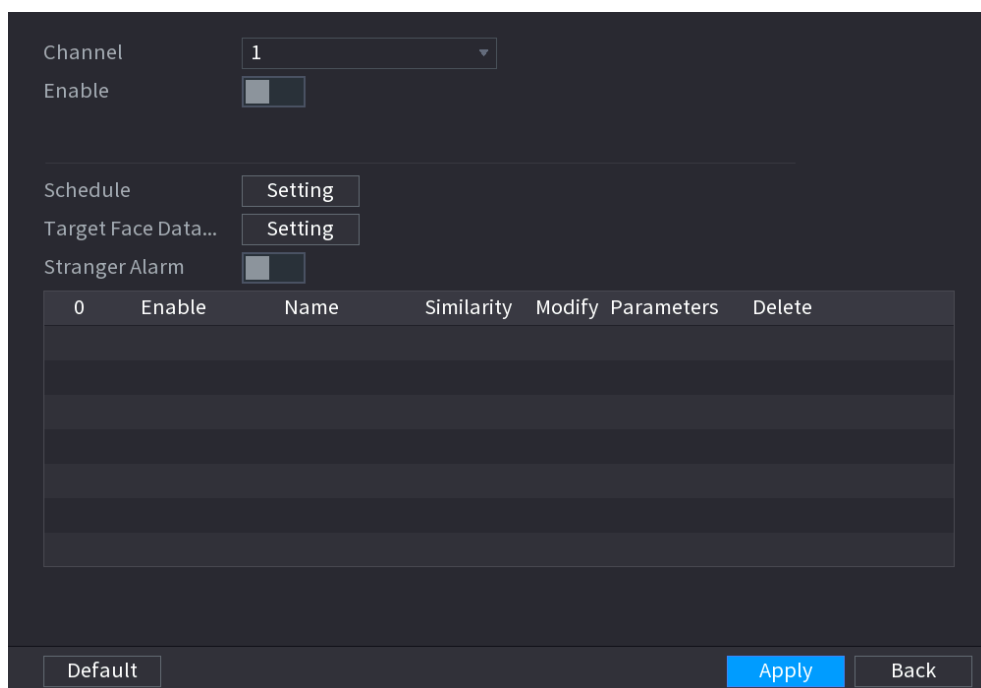 Channel 1
Enable
Schedule Setting
Target Face Data... Setting
Stranger Alarm
0 Enable Name Similarity Modify Parameters Delete
Default Apply Back